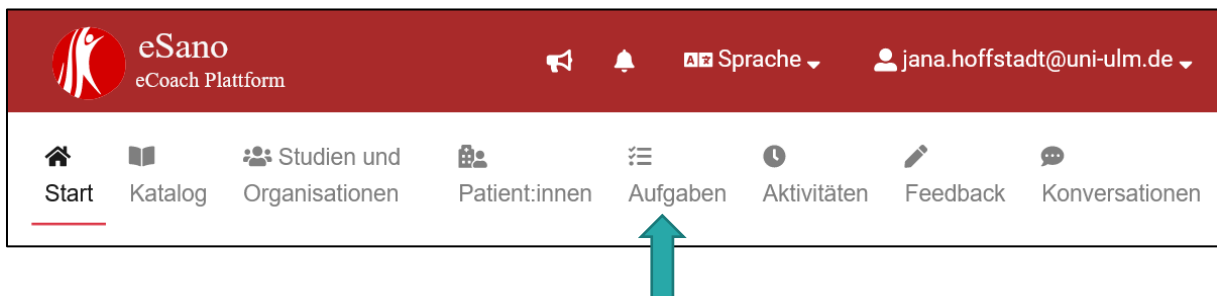 eSano
eCoach Plattform
Sprache
jana.hoffstadt@uni-ulm.de
Start
Katalog
Studien und
Organisationen
Patient:innen
Aufgaben
Aktivitäten
Feedback
Konversationen